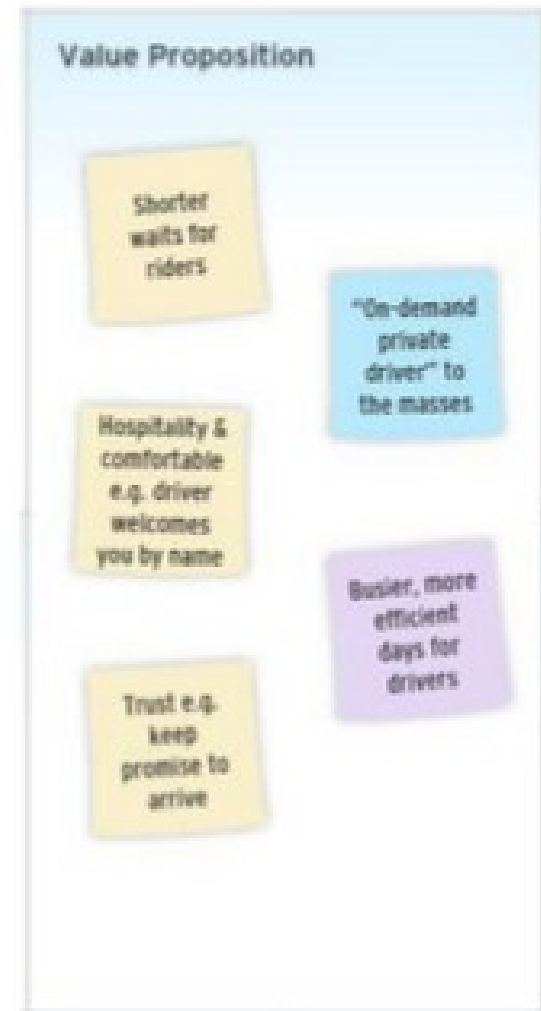 Value Proposition
Shorter
waits for
riders
"On-demand
private
driver" to
the masses
Hospitality &
comfortable
e.g. driver
welcomes
you by name
Busier, more
efficient
days for
drivers
Trust e.g.
keep
promise to
arrive